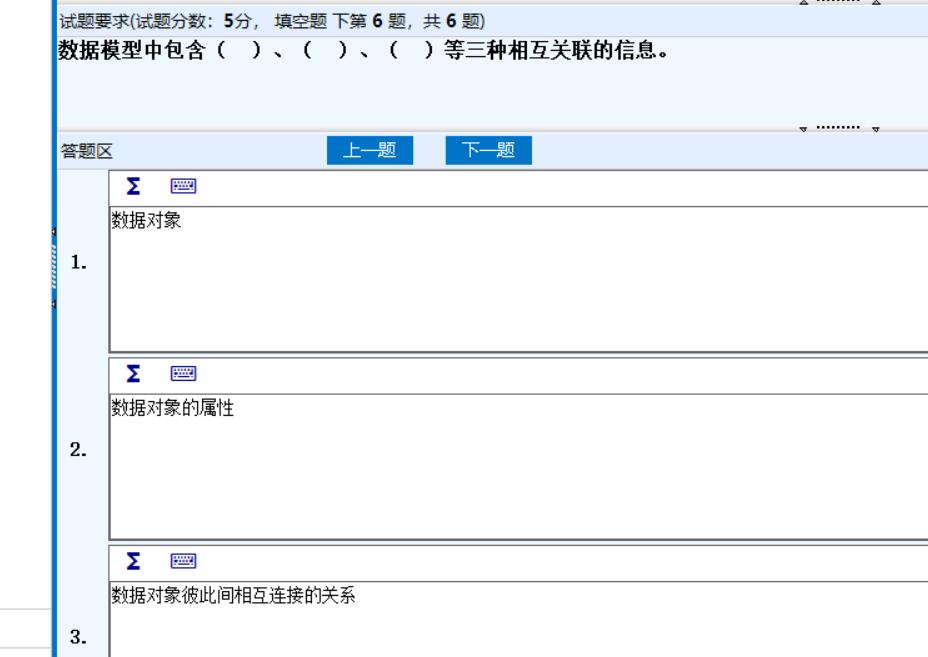 试题要求(试题分数：5分， 填空题 下第 6 题，共 6 题)
数据模型中包含（　）、（　）、（　）等三种相互关联的信息。
答题区 上一题 下一题
Σ
数据对象
1.
Σ
数据对象的属性
2.
Σ
数据对象彼此间相互连接的关系
3.